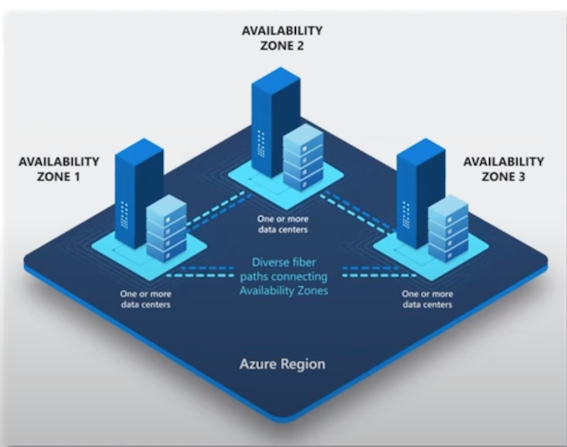 AVAILABILITY
ZONE 2
AVAILABILITY
ZONE 1
AVAILABILITY
ZONE 3
One or more
data centers
Diverse fiber
paths connecting
Availability Zones
One or more
data centers
One or more
data centers
Azure Region